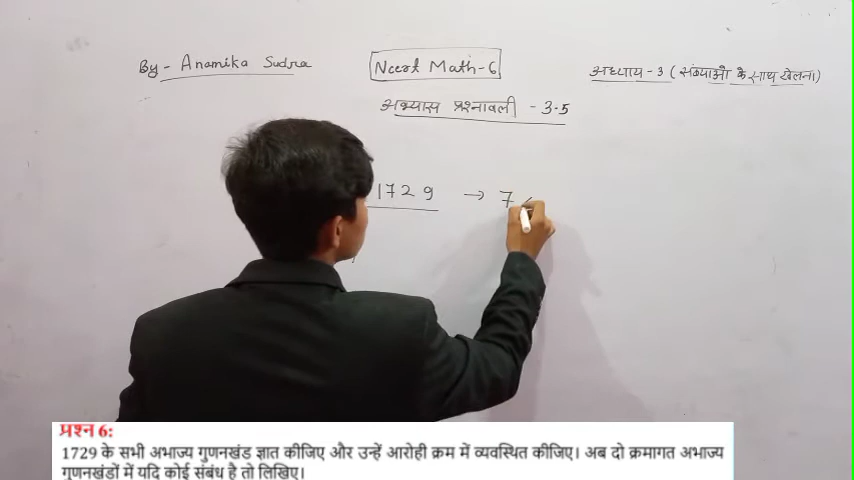 By- Anamika Sudra
Ncert Math-6
अध्याय - 3 (संख्याओ के साथ खेलना)
अभ्यास प्रश्नावली - 3.5
1729 → 7
प्रश्न 6:
1729 के सभी अभाज्य गुणनखंड ज्ञात कीजिए और उन्हें आरोही क्रम में व्यवस्थित कीजिए। अब दो क्रमागत अभाज्य
गुणनखंडों में यदि कोई संबंध है तो लिखिए।